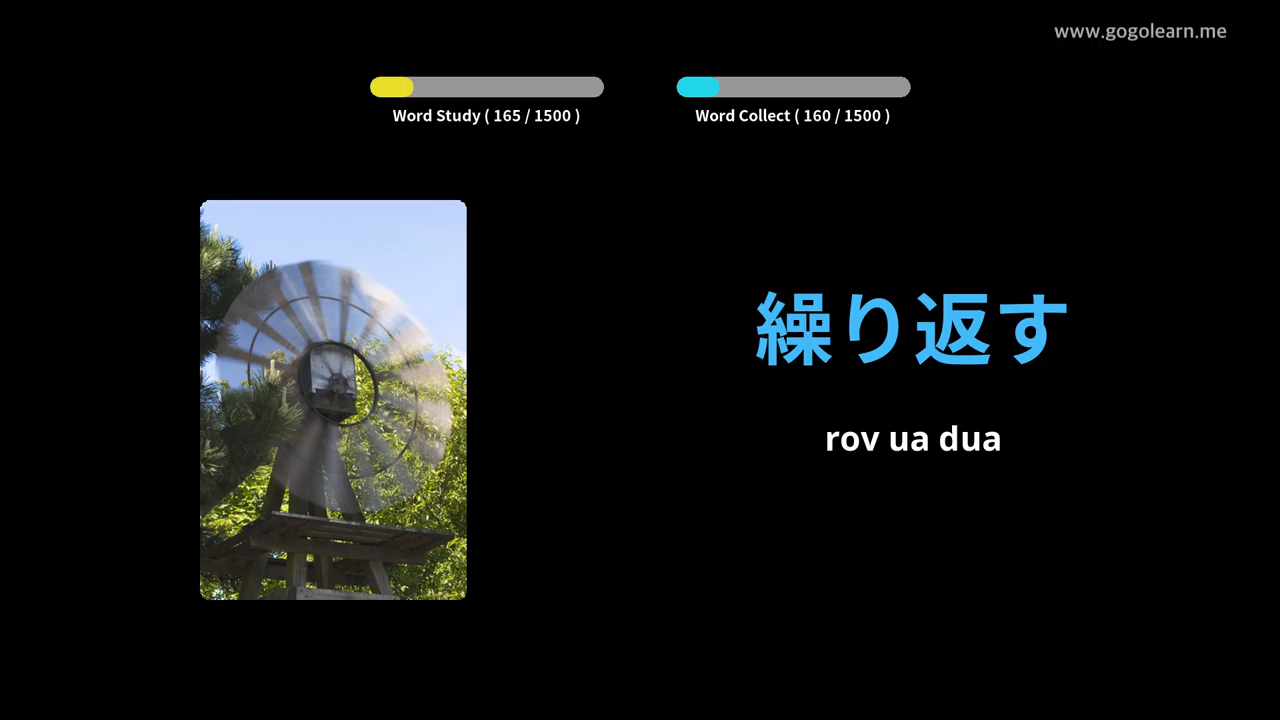 www.gogolearn.me
Word Study ( 165 / 1500 )
Word Collect ( 160 / 1500 )
繰り返す
rov ua dua